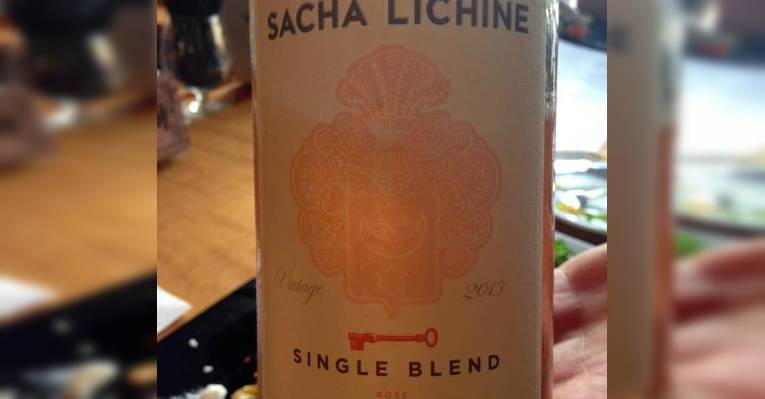 SACHA LICHINE
Vintage 2013
SINGLE BLEND
ROSE